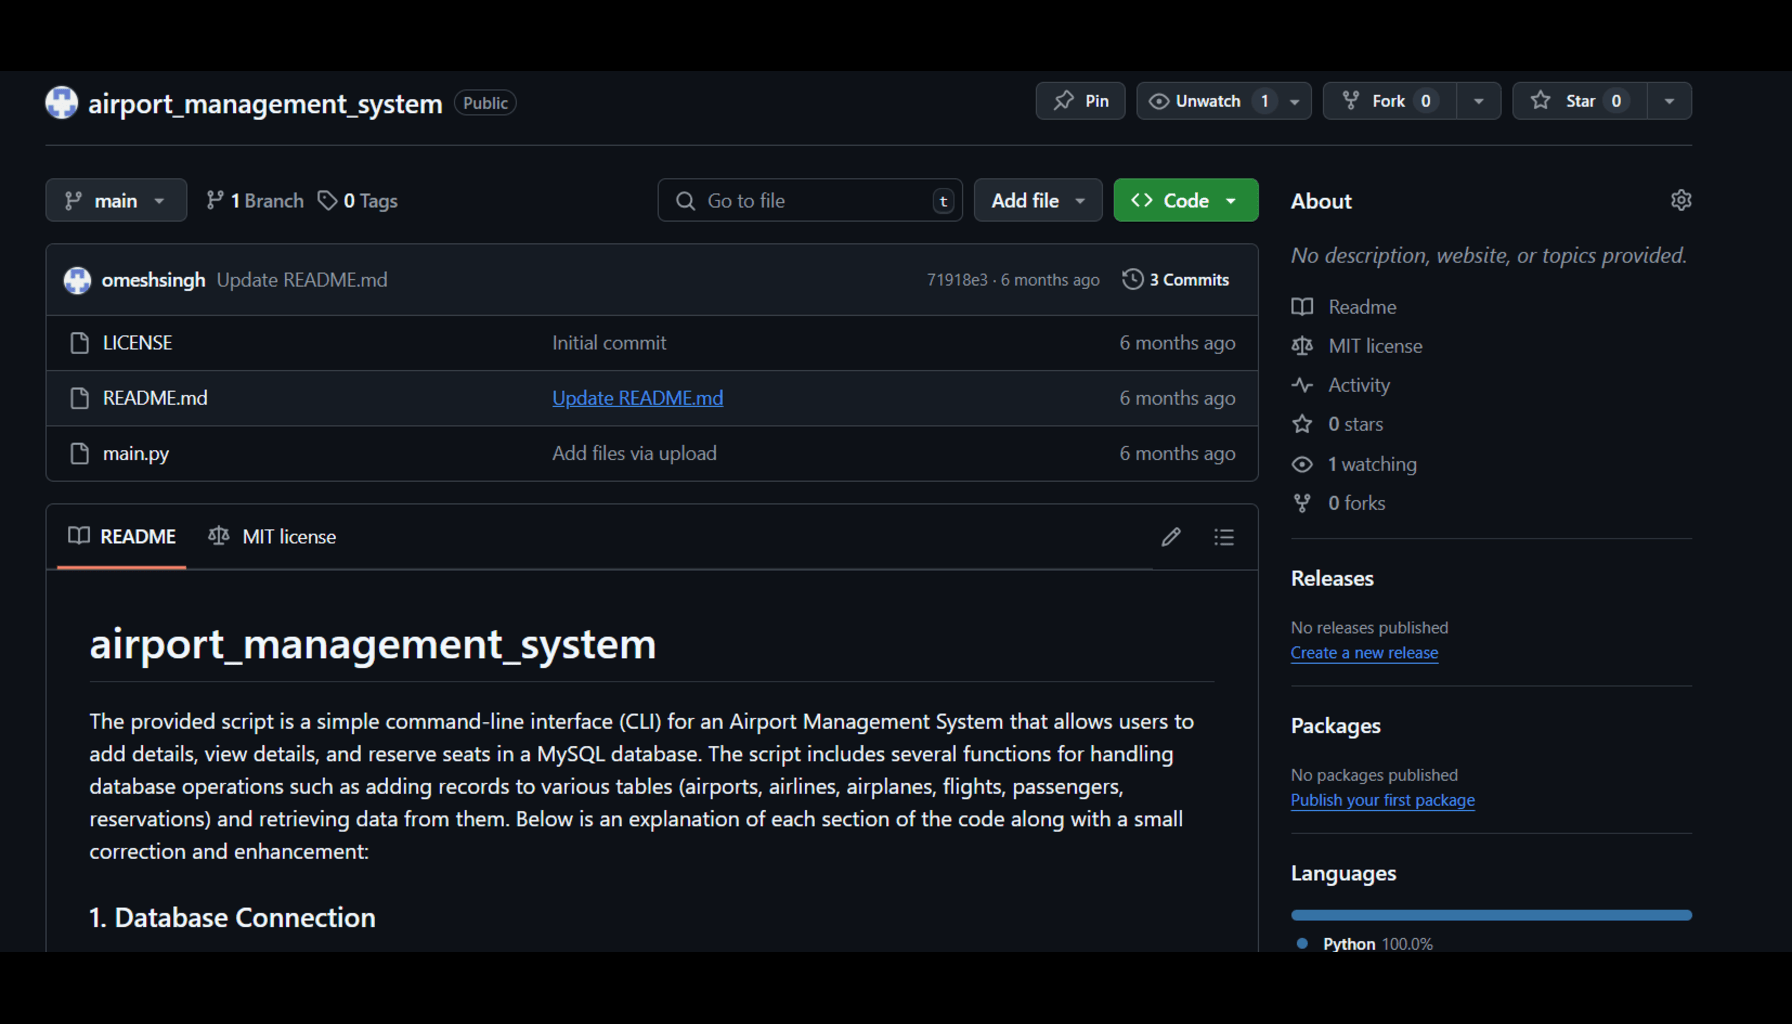 airport_management_system Public
Pin
Unwatch 1
Fork 0
Star 0
main
1 Branch
0 Tags
Go to file
t
Add file
Code
omeshsingh Update README.md
71918e3 · 6 months ago
3 Commits
LICENSE Initial commit 6 months ago
README.md Update README.md 6 months ago
main.py Add files via upload 6 months ago
README
MIT license
airport_management_system
The provided script is a simple command-line interface (CLI) for an Airport Management System that allows users to
add details, view details, and reserve seats in a MySQL database. The script includes several functions for handling
database operations such as adding records to various tables (airports, airlines, airplanes, flights, passengers,
reservations) and retrieving data from them. Below is an explanation of each section of the code along with a small
correction and enhancement:
1. Database Connection
About
No description, website, or topics provided.
Readme
MIT license
Activity
0 stars
1 watching
0 forks
Releases
No releases published
Create a new release
Packages
No packages published
Publish your first package
Languages
Python 100.0%